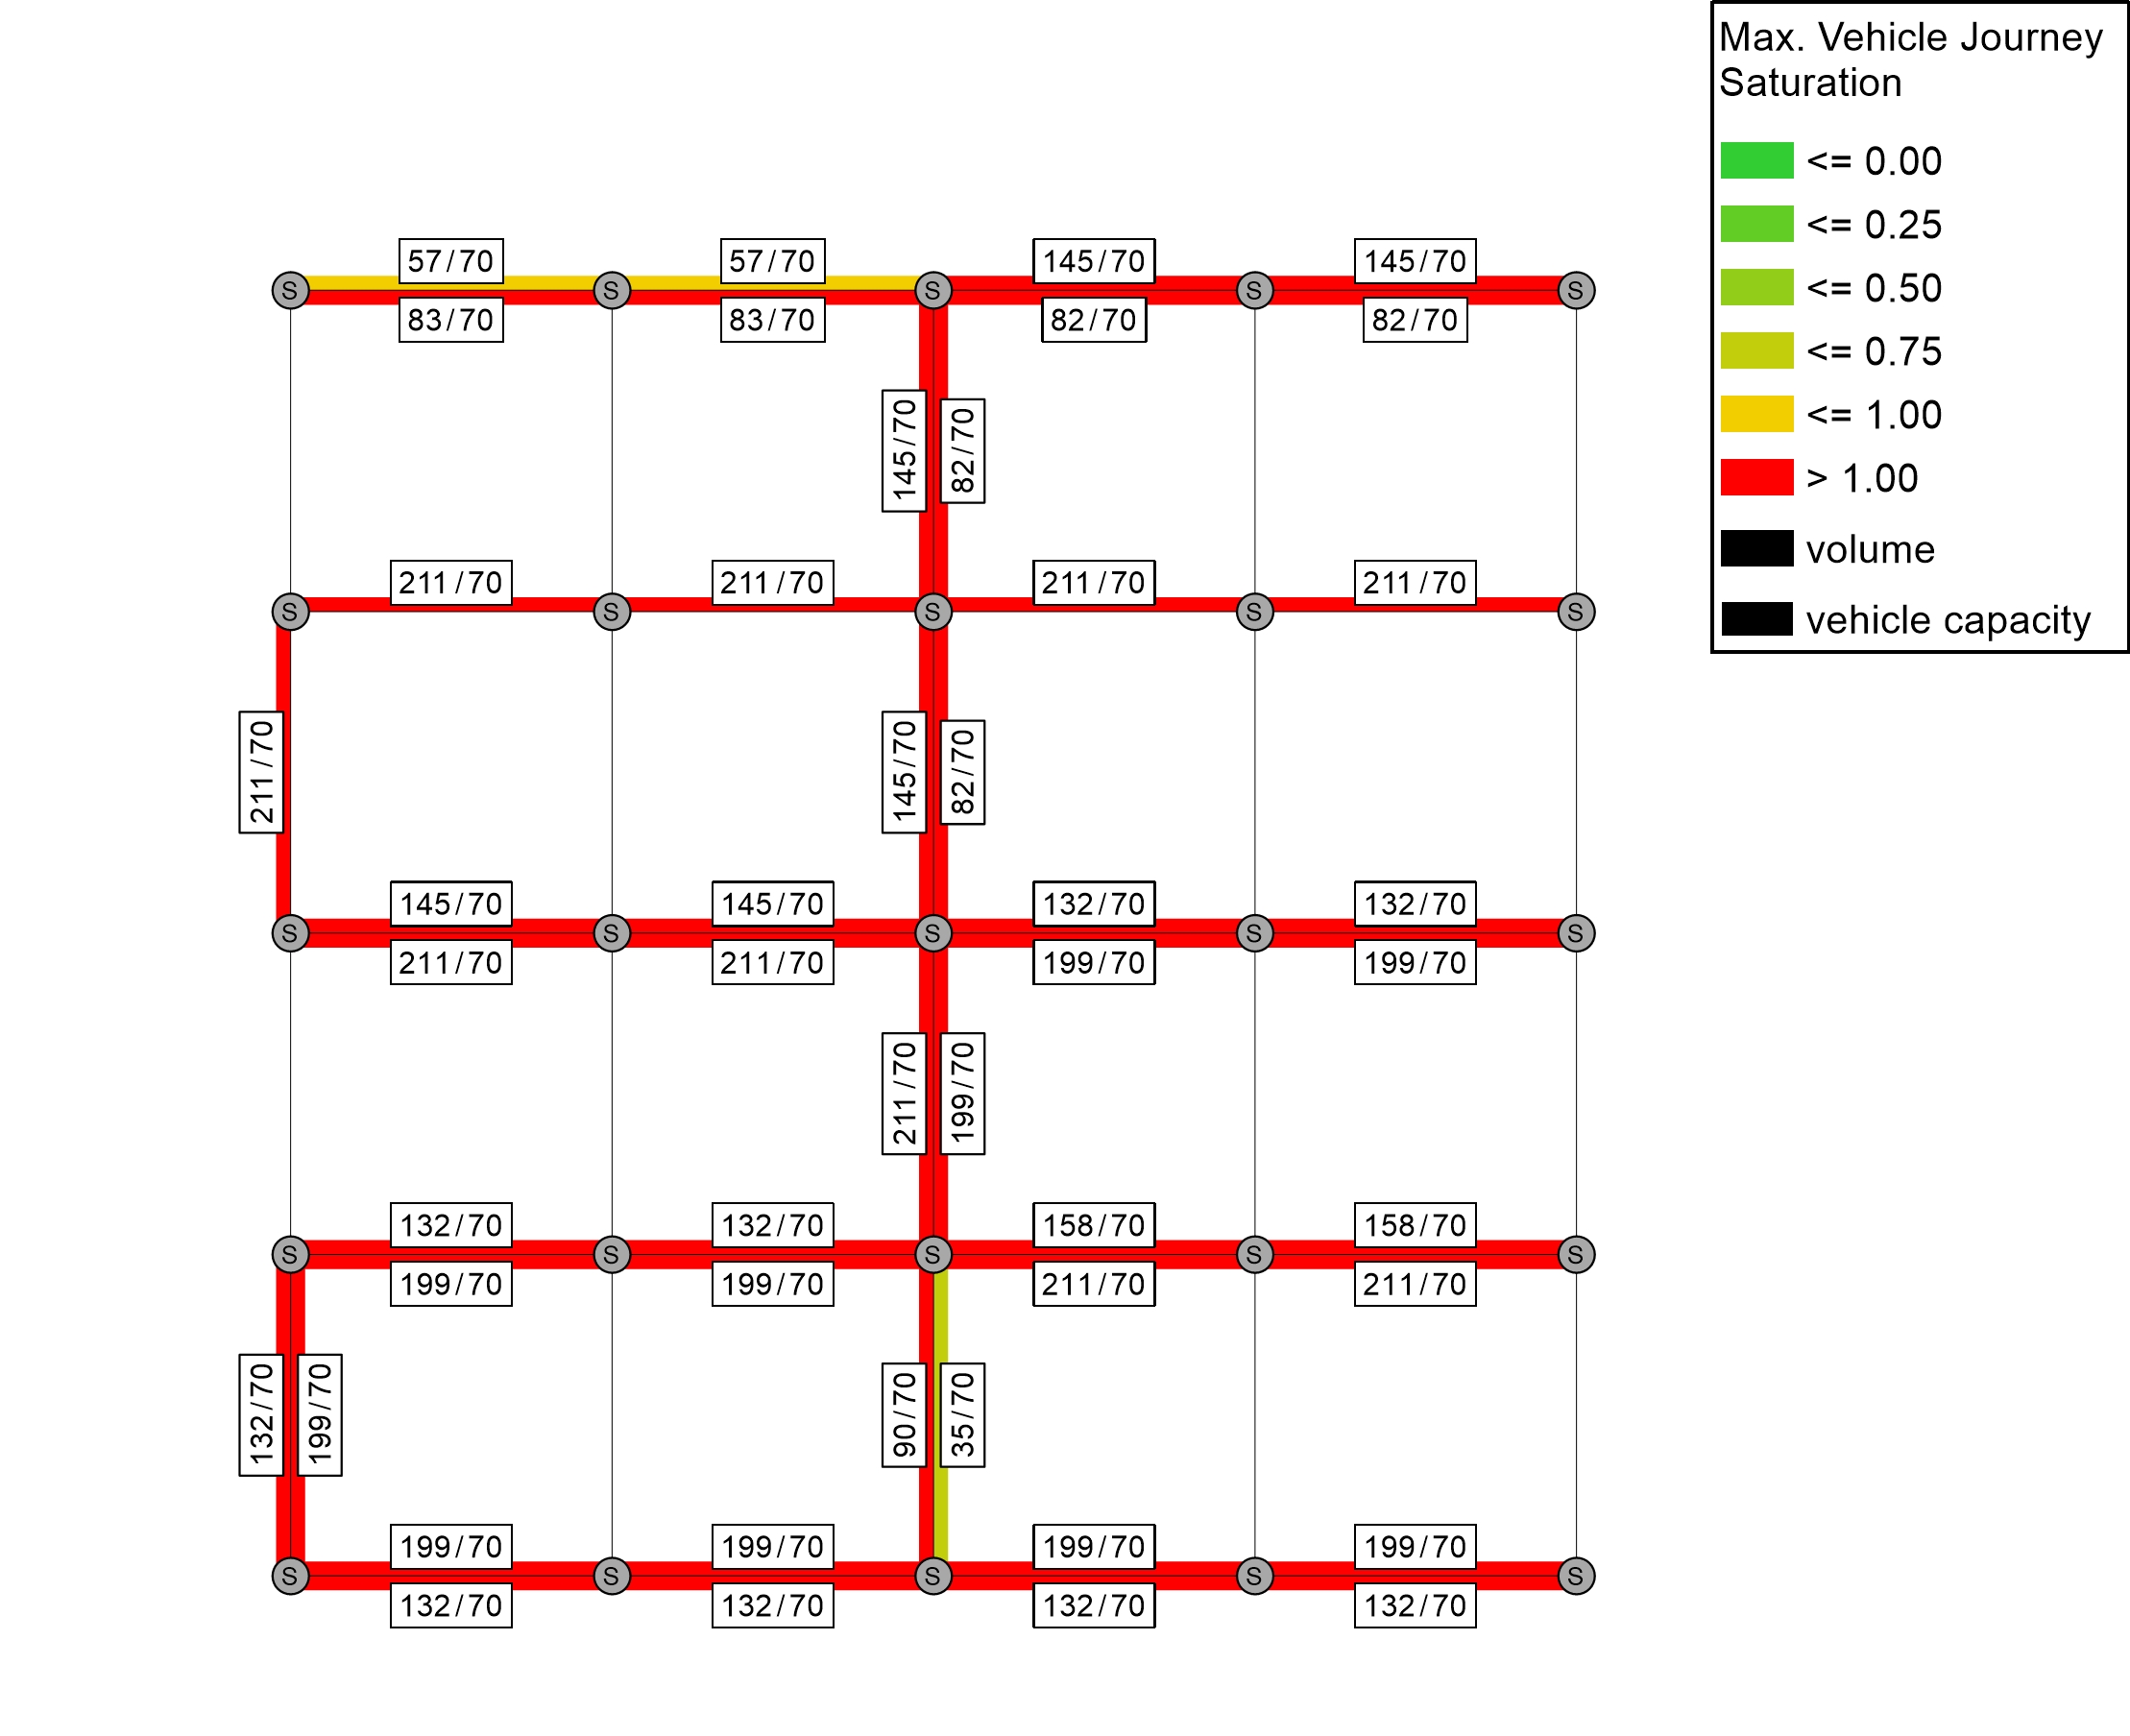 Max. Vehicle Journey
Saturation
<= 0.00
<= 0.25
<= 0.50
<= 0.75
<= 1.00
> 1.00
volume
vehicle capacity
57/70 57/70 145/70 145/70
S S S S S
83/70 83/70 82/70 82/70
145/70 82/70
211/70 211/70 211/70 211/70
S S S S S
211/70 145/70 82/70
145/70 145/70 132/70 132/70
S S S S S
211/70 211/70 199/70 199/70
211/70 199/70
132/70 132/70 158/70 158/70
S S S S S
199/70 199/70 211/70 211/70
132/70 199/70 90/70 35/70
199/70 199/70 199/70 199/70
S S S S S
132/70 132/70 132/70 132/70